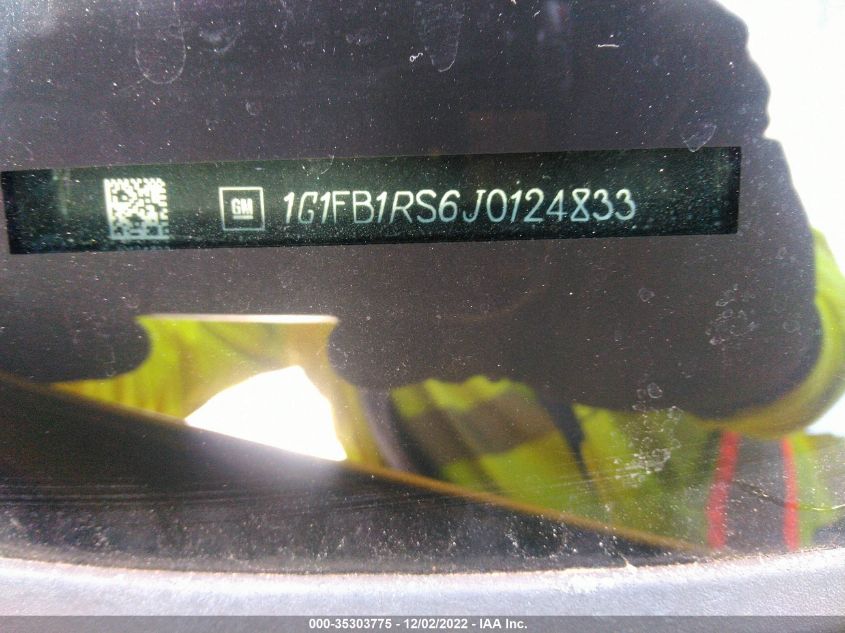 GM 1G1FB1RS6J0124833
000-35303775 - 12/02/2022 - IAA Inc.